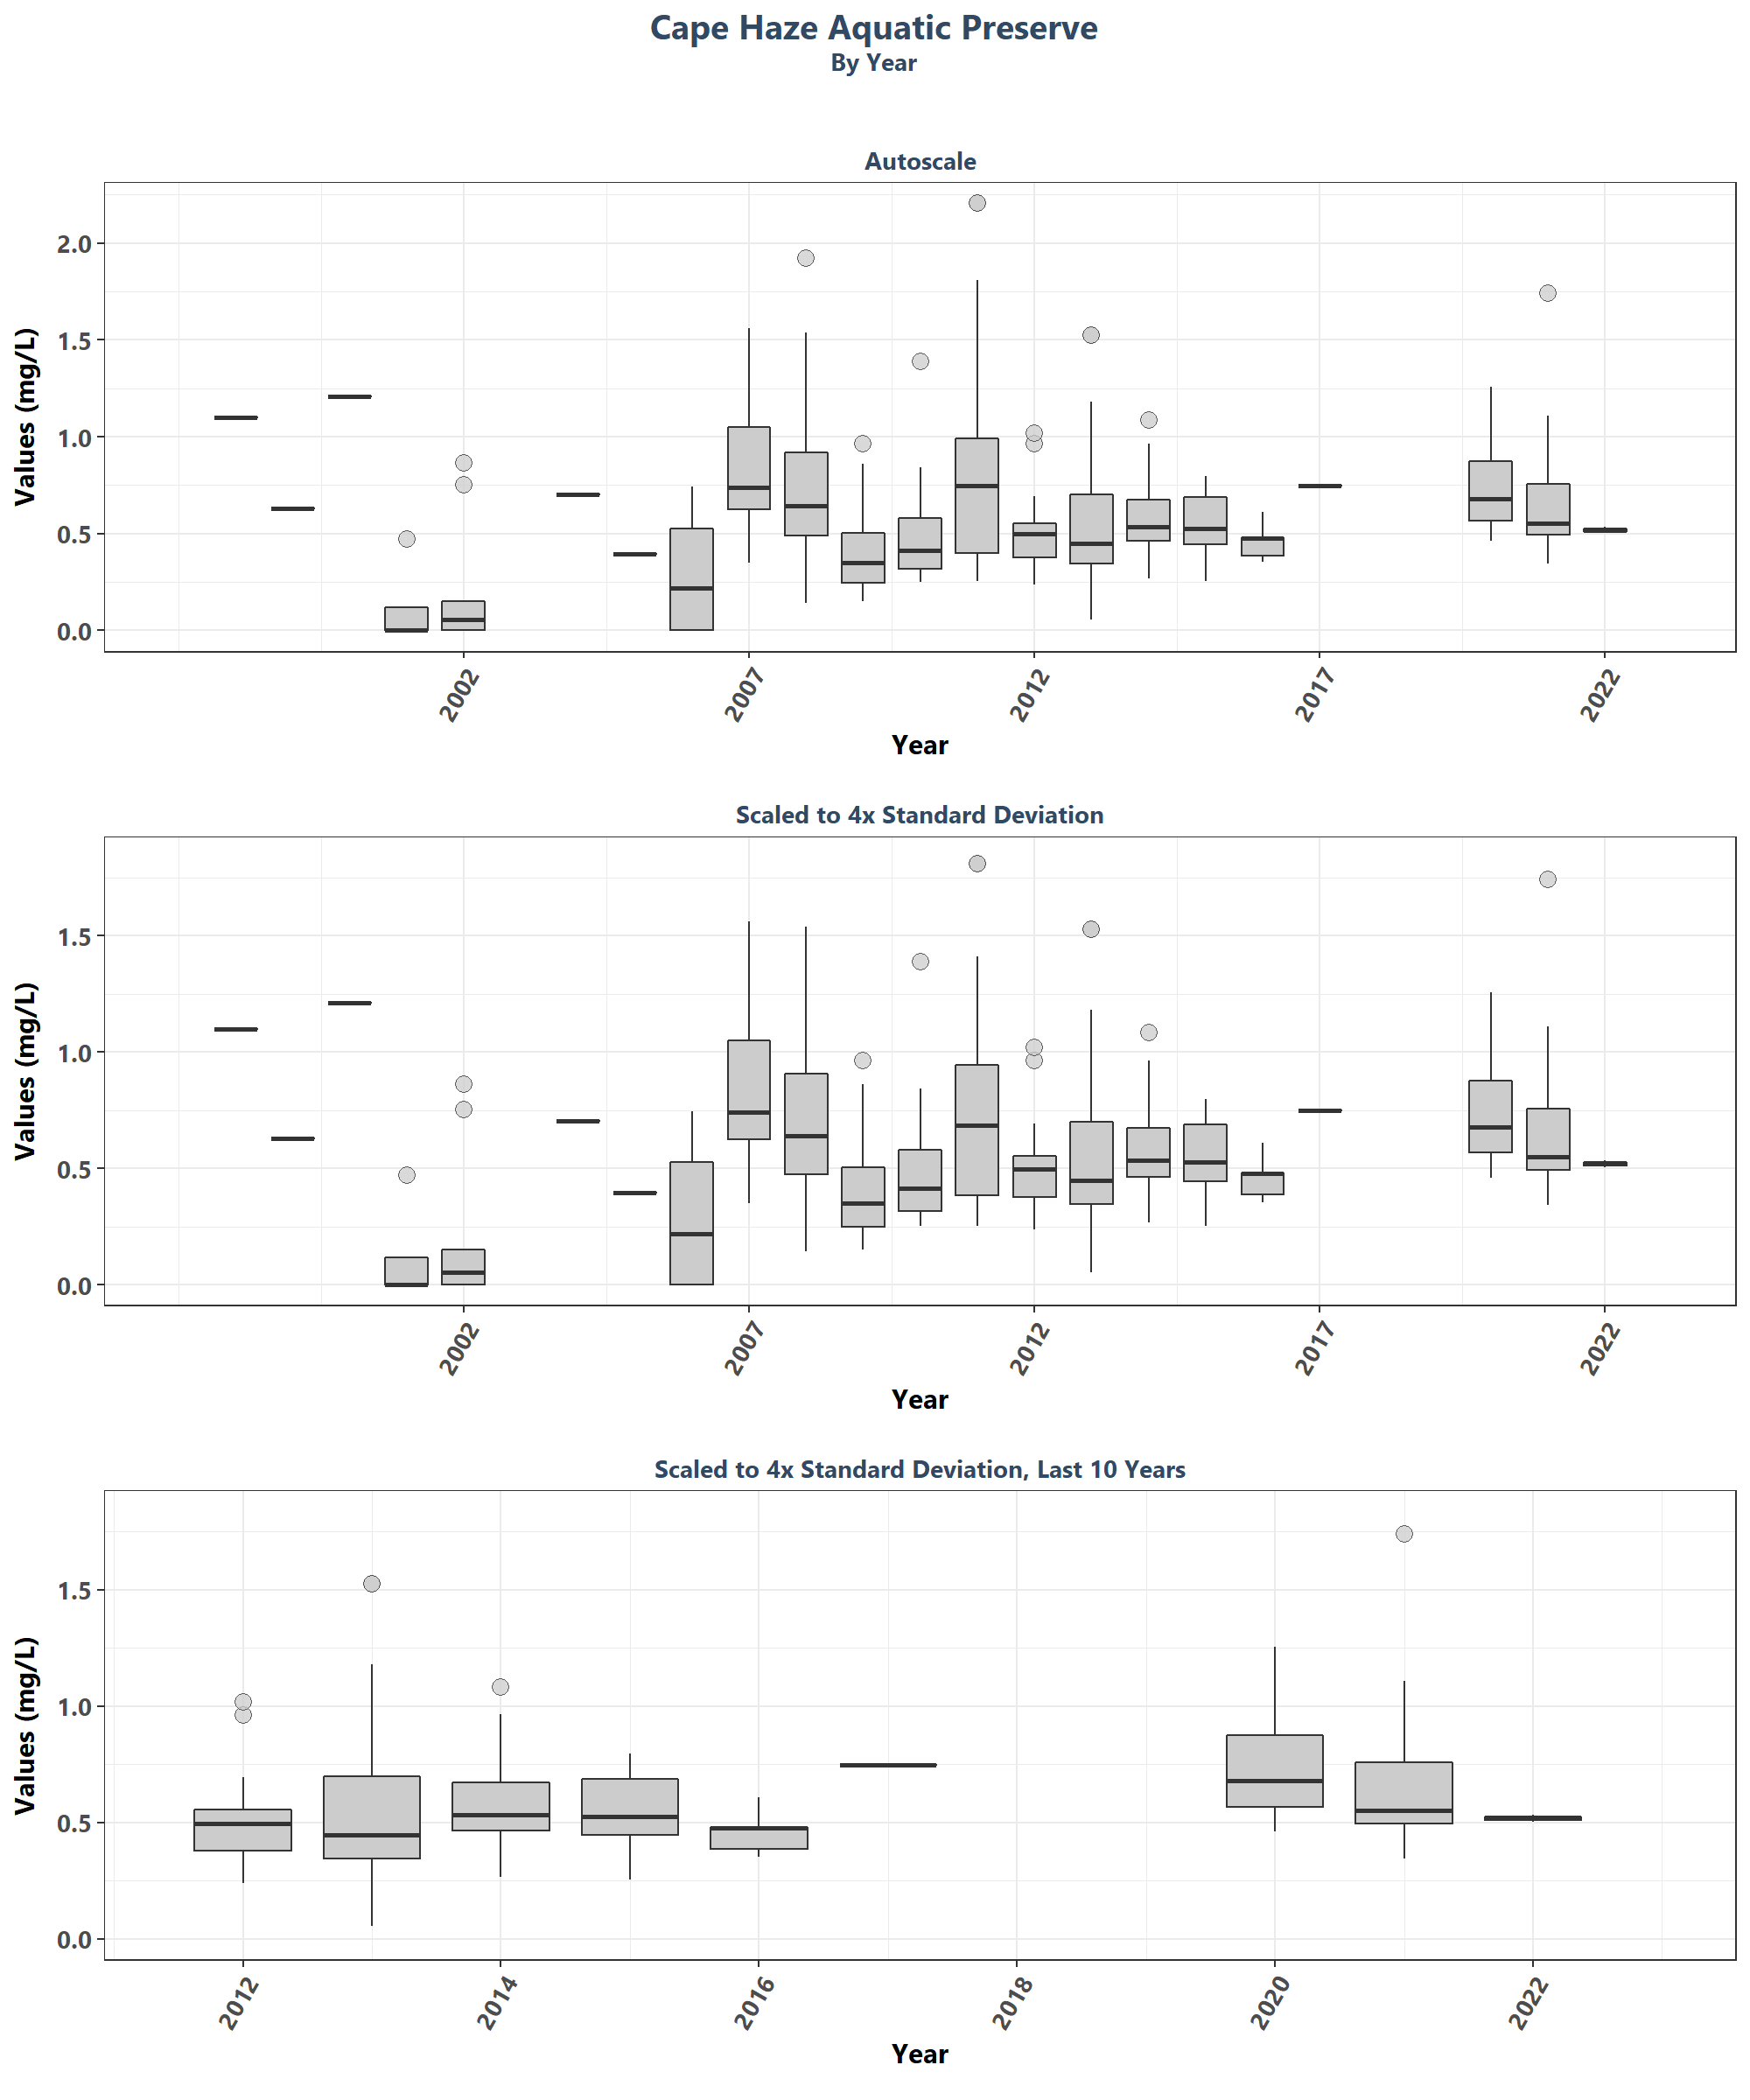 Cape Haze Aquatic Preserve
By Year
Autoscale
Values (mg/L)
2.0
1.5
1.0
0.5
0.0
2002
2007
2012
2017
2022
Year
Scaled to 4x Standard Deviation
Values (mg/L)
1.5
1.0
0.5
0.0
2002
2007
2012
2017
2022
Year
Scaled to 4x Standard Deviation, Last 10 Years
Values (mg/L)
1.5
1.0
0.5
0.0
2012
2014
2016
2018
2020
2022
Year